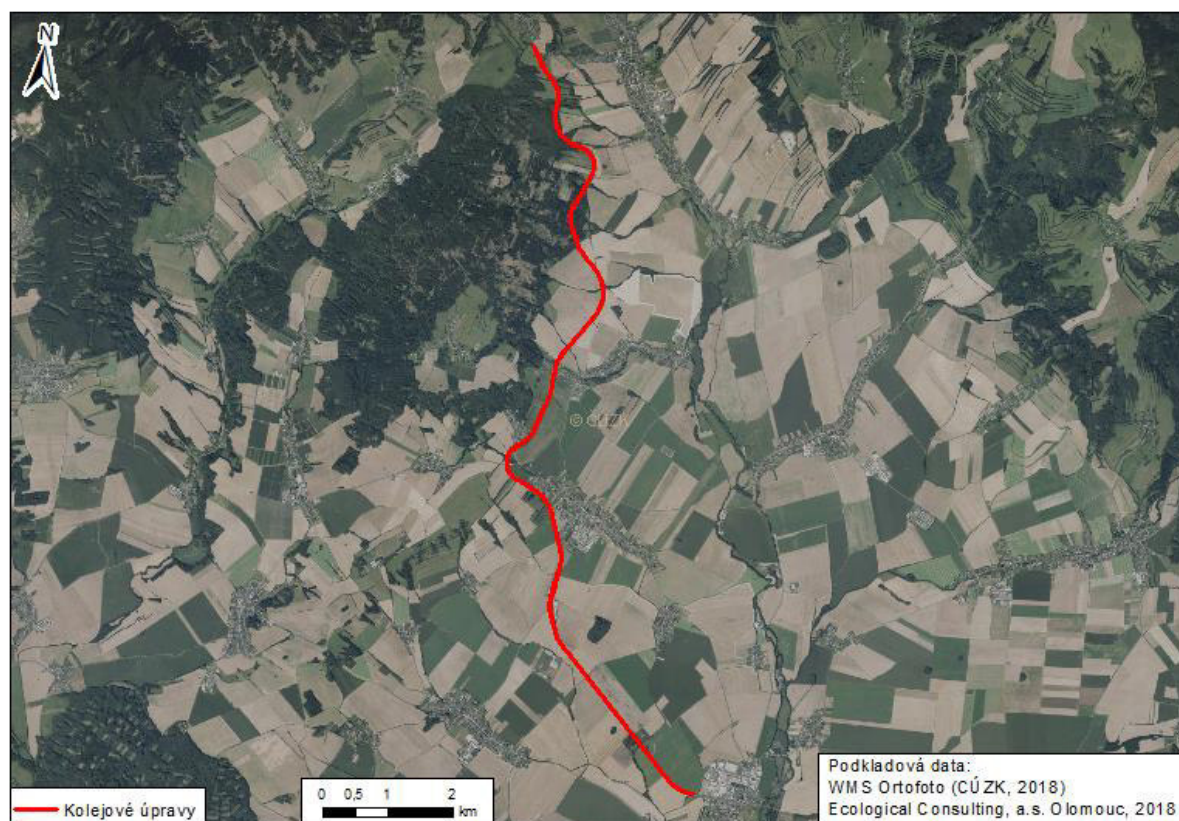 N
© ČÚZK
Kolejové úpravy
0 0,5 1 2
km
Podkladová data:
WMS Ortofoto (CÚZK, 2018)
Ecological Consulting, a.s. Olomouc, 2018